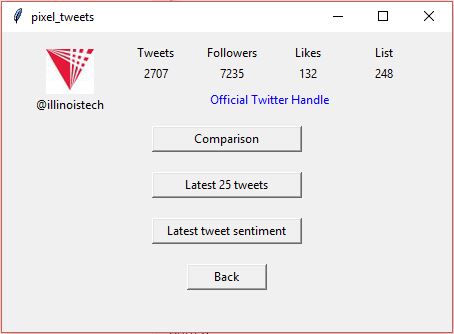 pixel_tweets
Tweets Followers Likes List
2707 7235 132 248
@illinoistech
Official Twitter Handle
Comparison
Latest 25 tweets
Latest tweet sentiment
Back